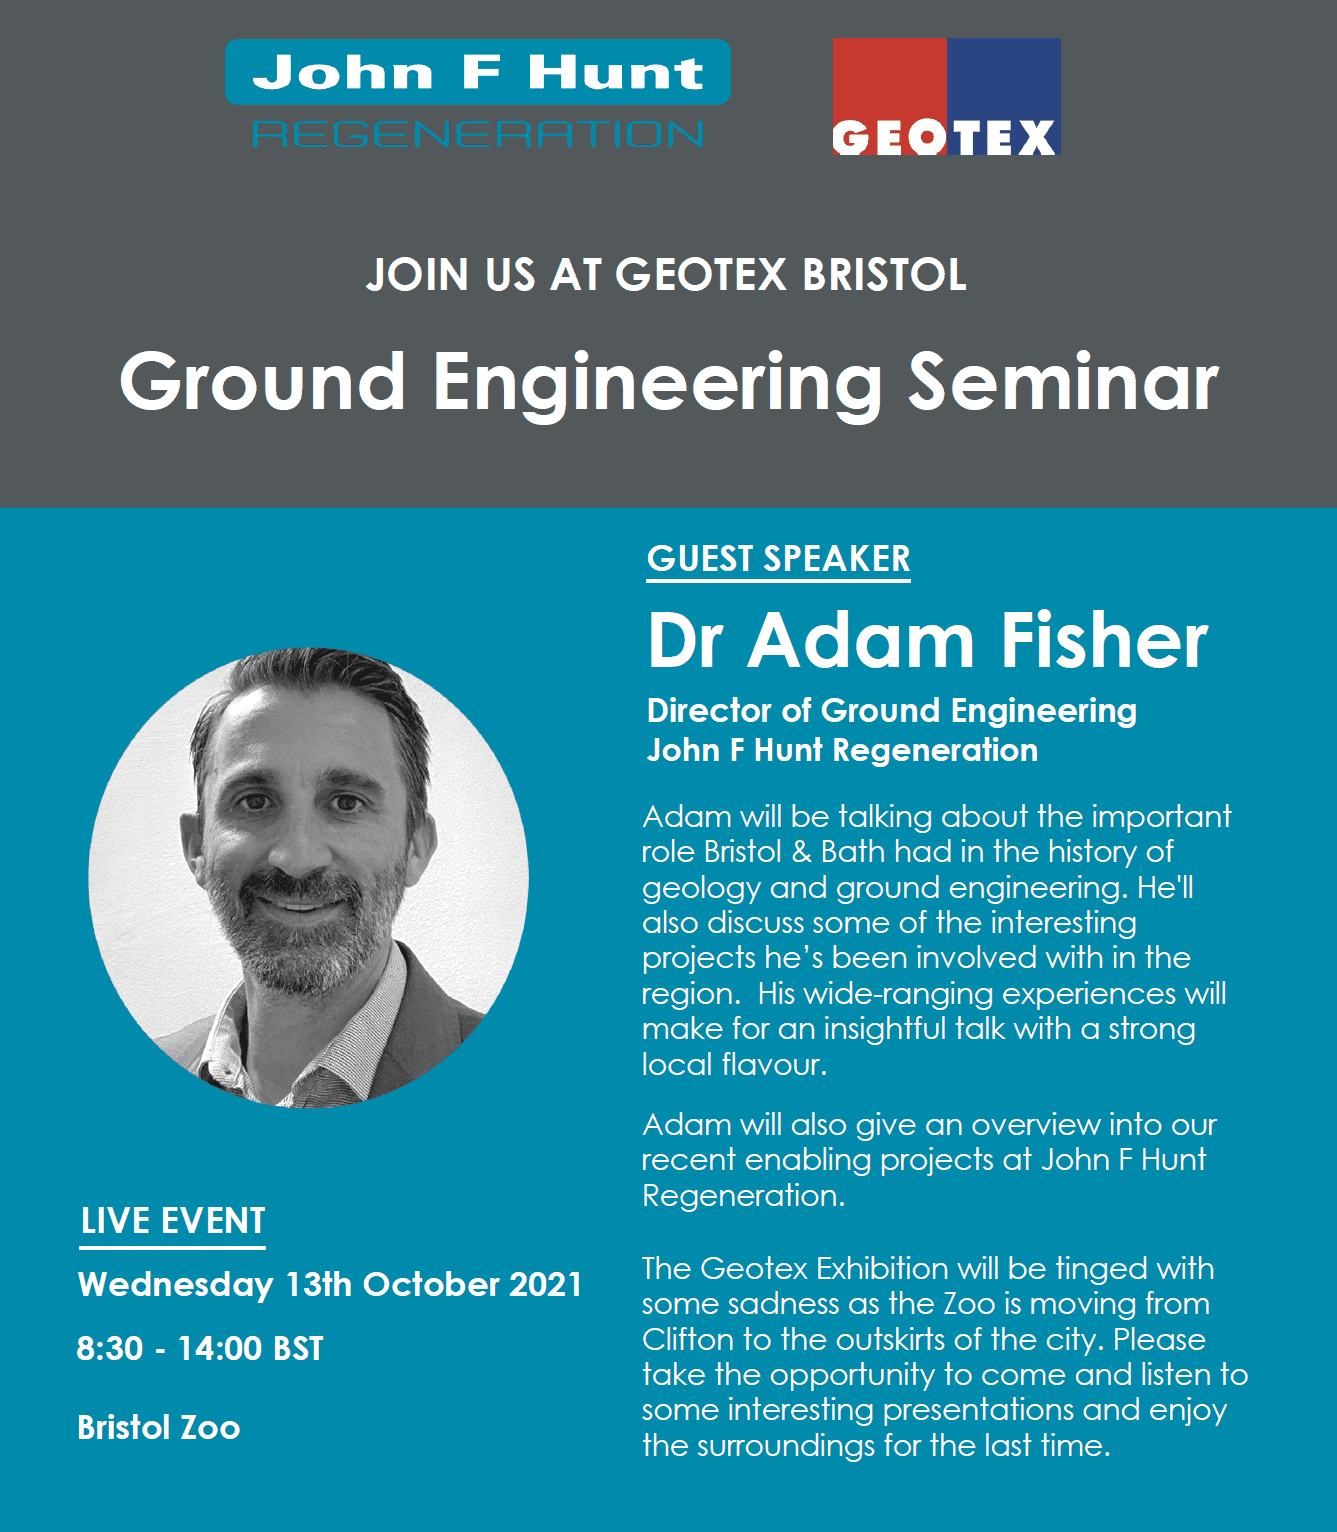 John F Hunt
REGENERATION
GEOTEX
JOIN US AT GEOTEX BRISTOL
Ground Engineering Seminar
GUEST SPEAKER
Dr Adam Fisher
Director of Ground Engineering
John F Hunt Regeneration
Adam will be talking about the important
role Bristol & Bath had in the history of
geology and ground engineering. He'll
also discuss some of the interesting
projects he’s been involved with in the
region.  His wide-ranging experiences will
make for an insightful talk with a strong
local flavour.
Adam will also give an overview into our
recent enabling projects at John F Hunt
Regeneration.
The Geotex Exhibition will be tinged with
some sadness as the Zoo is moving from
Clifton to the outskirts of the city. Please
take the opportunity to come and listen to
some interesting presentations and enjoy
the surroundings for the last time.
LIVE EVENT
Wednesday 13th October 2021
8:30 - 14:00 BST
Bristol Zoo